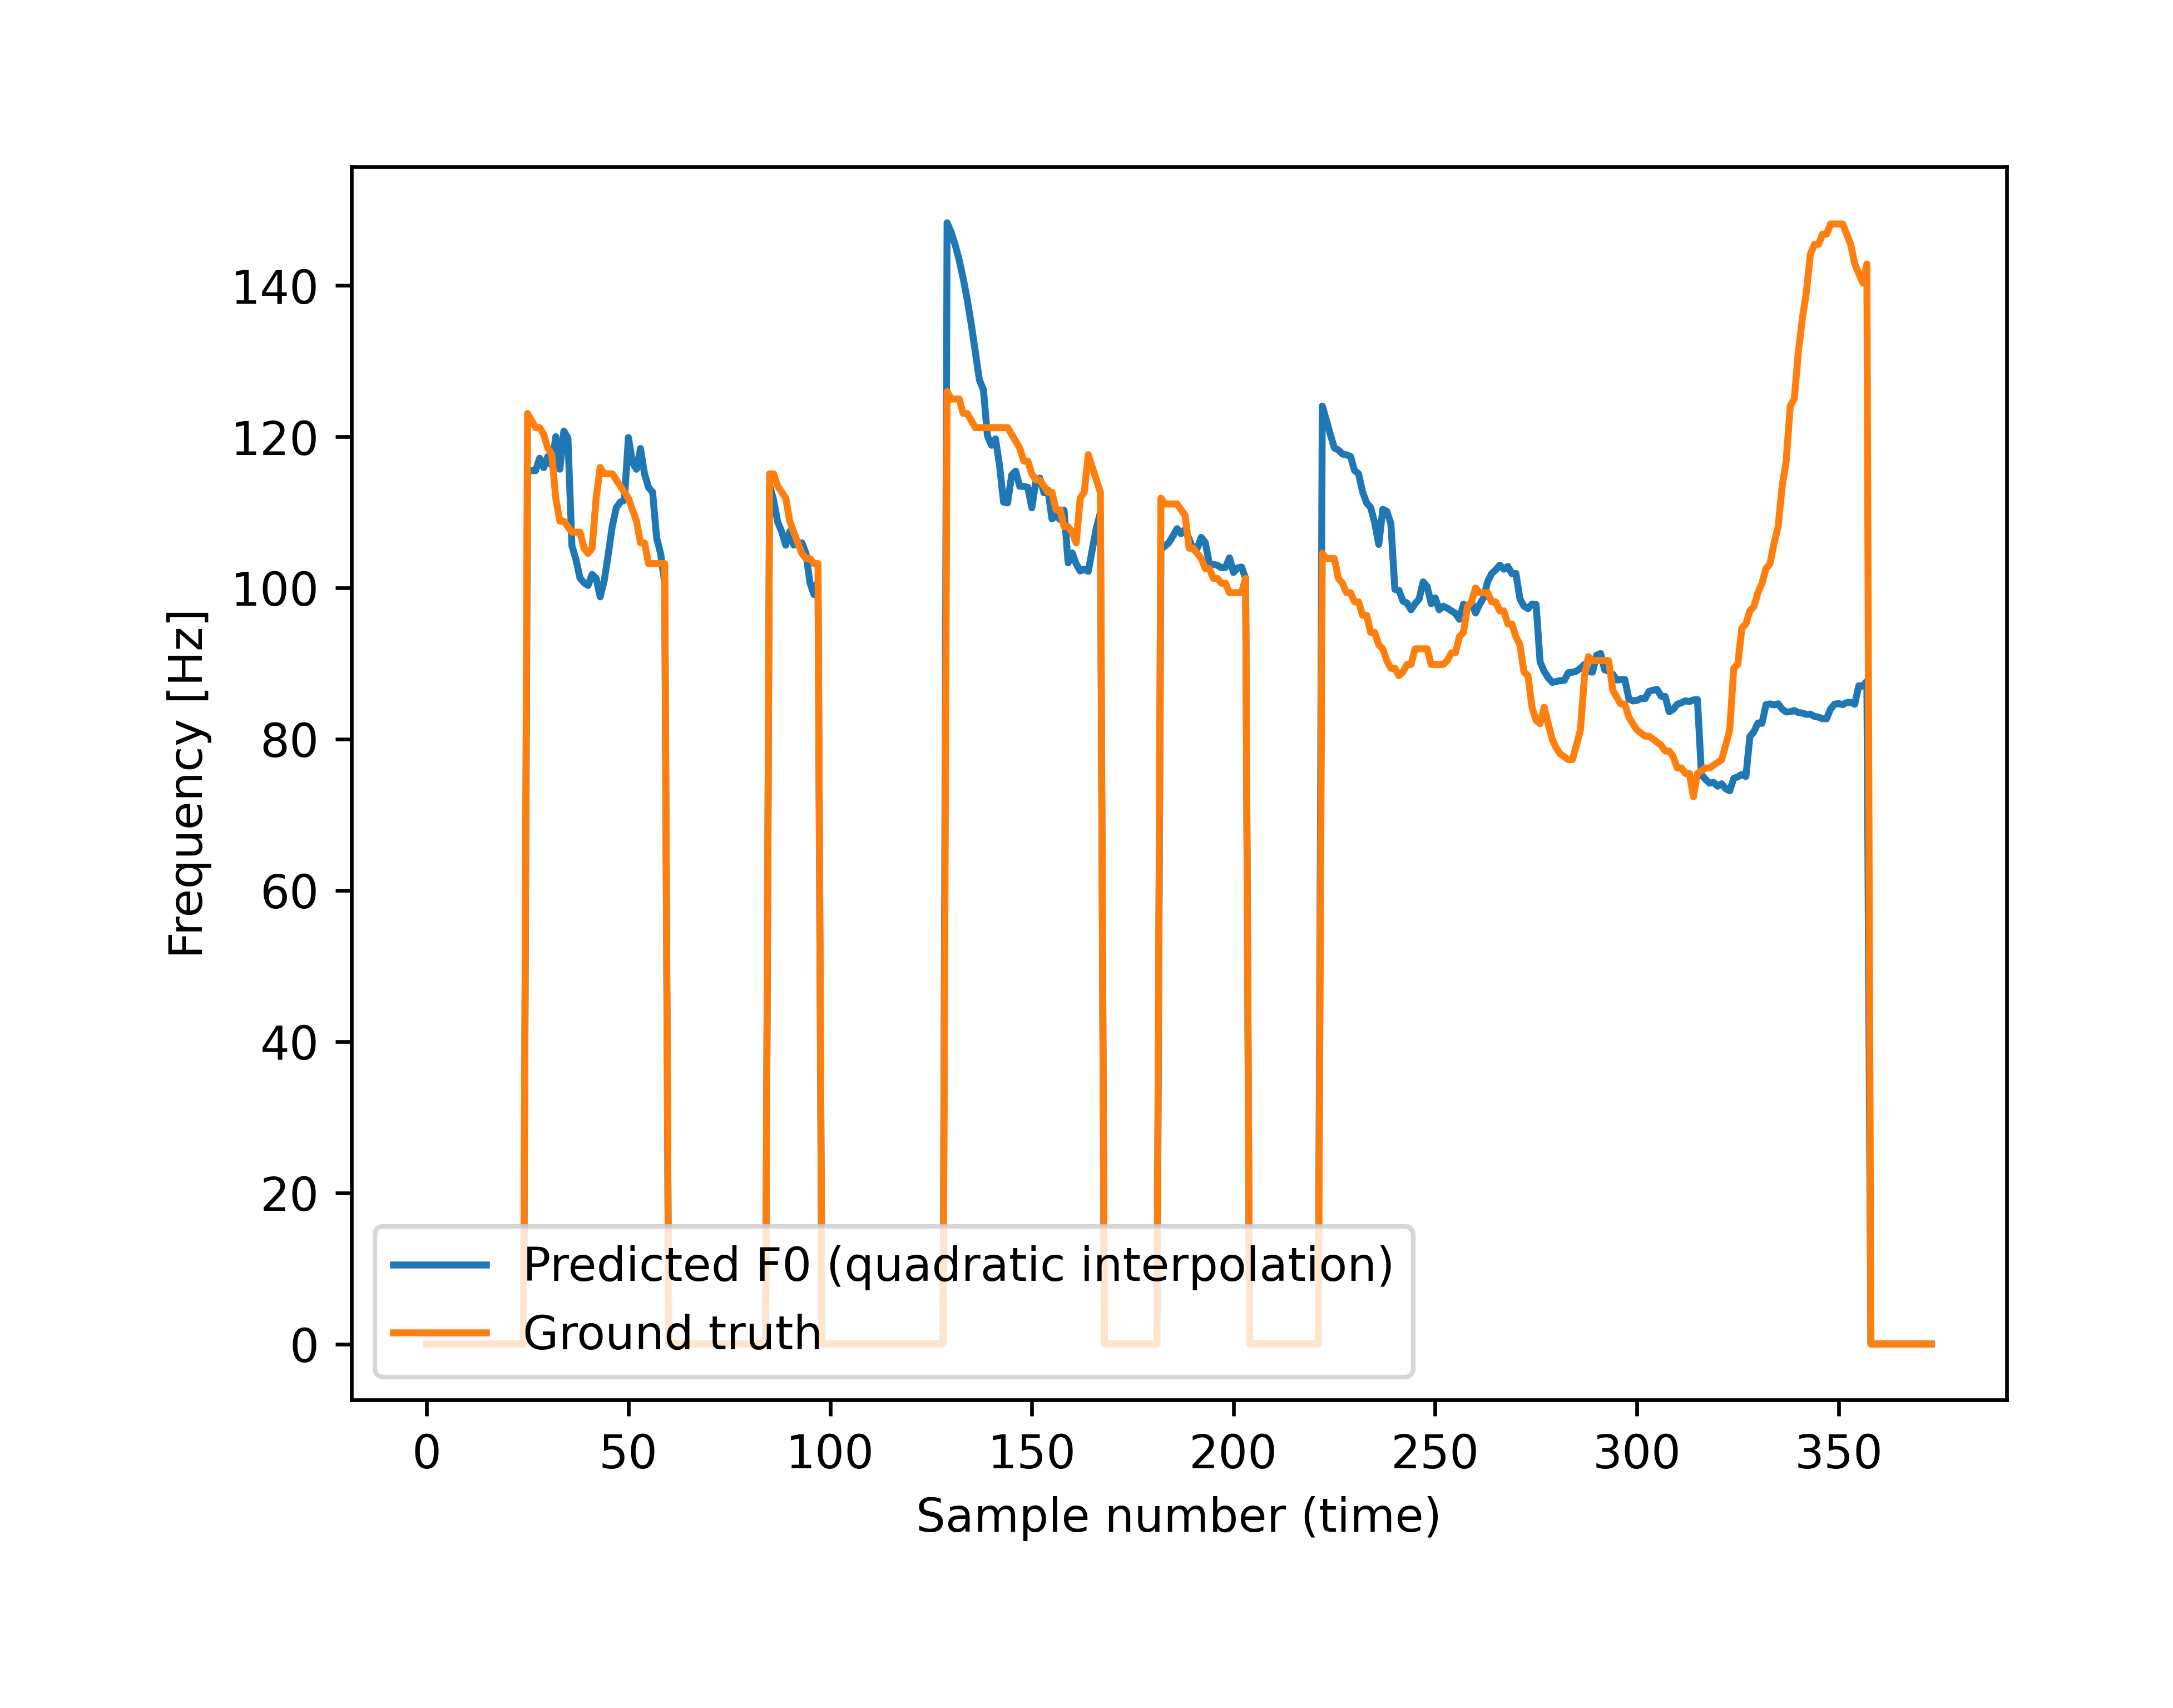 140
120
100
80
60
40
20
0
Frequency [Hz]
Predicted F0 (quadratic interpolation)
Ground truth
0 50 100 150 200 250 300 350
Sample number (time)